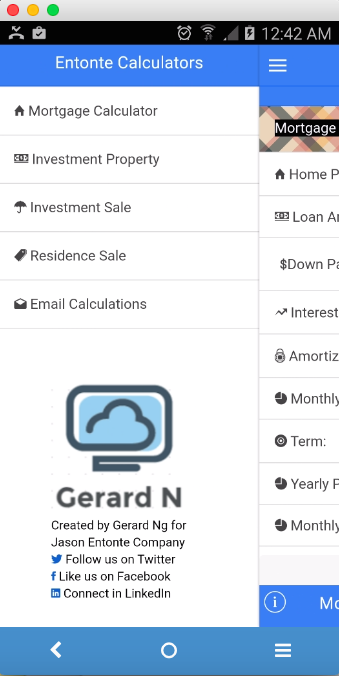 12:42 AM
Entonte Calculators
Mortgage Calculator
Investment Property
Investment Sale
Residence Sale
Email Calculations
Gerard N
Created by Gerard Ng for
Jason Entonte Company
Follow us on Twitter
Like us on Facebook
Connect in LinkedIn
Mortgage
Home P
Loan A
$Down Pa
Interest
Amortiz
Monthly
Term:
Yearly P
Monthly
Mo